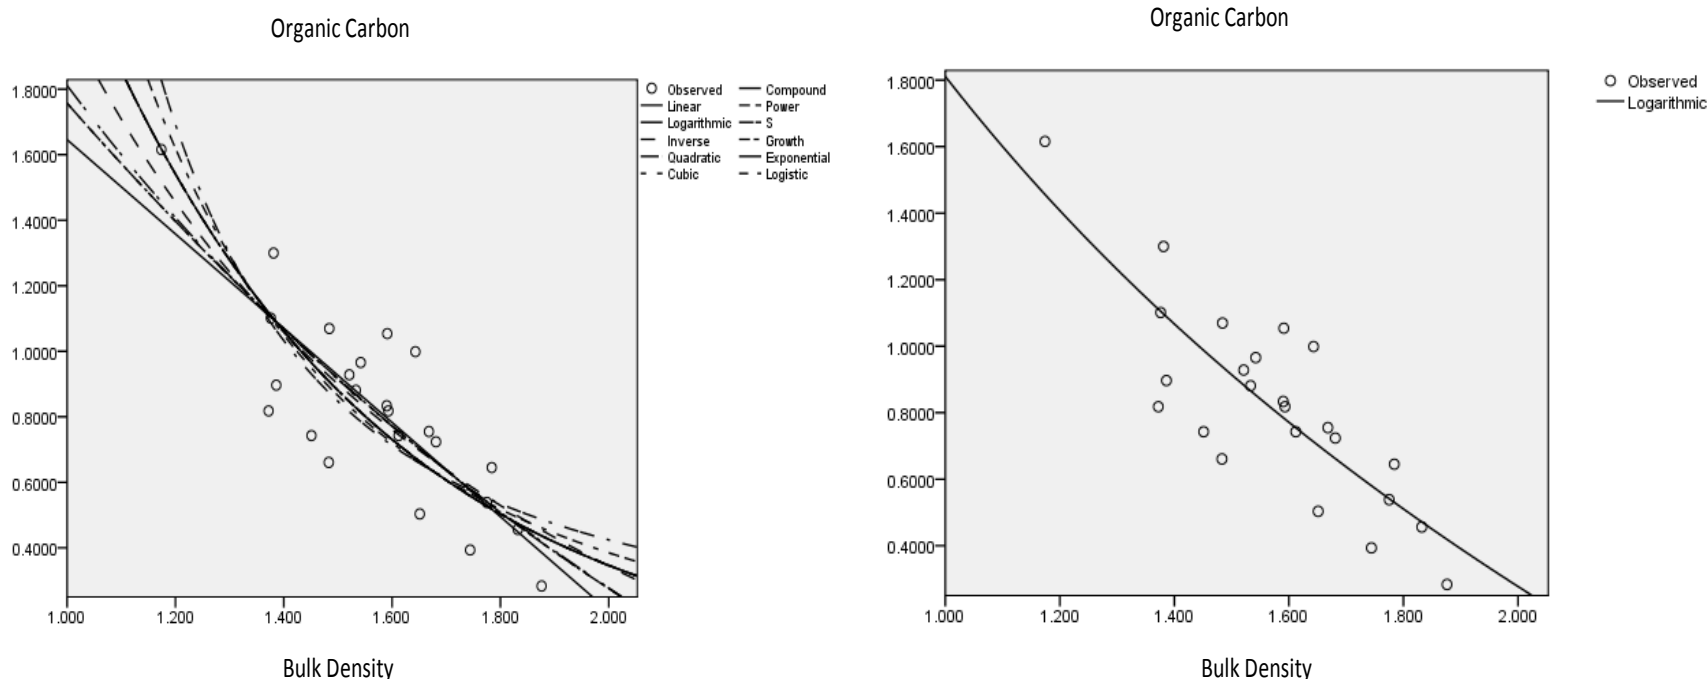 Organic Carbon
1.8000
1.6000
1.4000
1.2000
1.0000
0.8000
0.6000
0.4000
1.000 1.200 1.400 1.600 1.800 2.000
Bulk Density
Observed
Linear
Logarithmic
Inverse
Quadratic
Cubic
Compound
Power
S
Growth
Exponential
Logistic
Organic Carbon
1.8000
1.6000
1.4000
1.2000
1.0000
0.8000
0.6000
0.4000
1.000 1.200 1.400 1.600 1.800 2.000
Bulk Density
Observed
Logarithmic